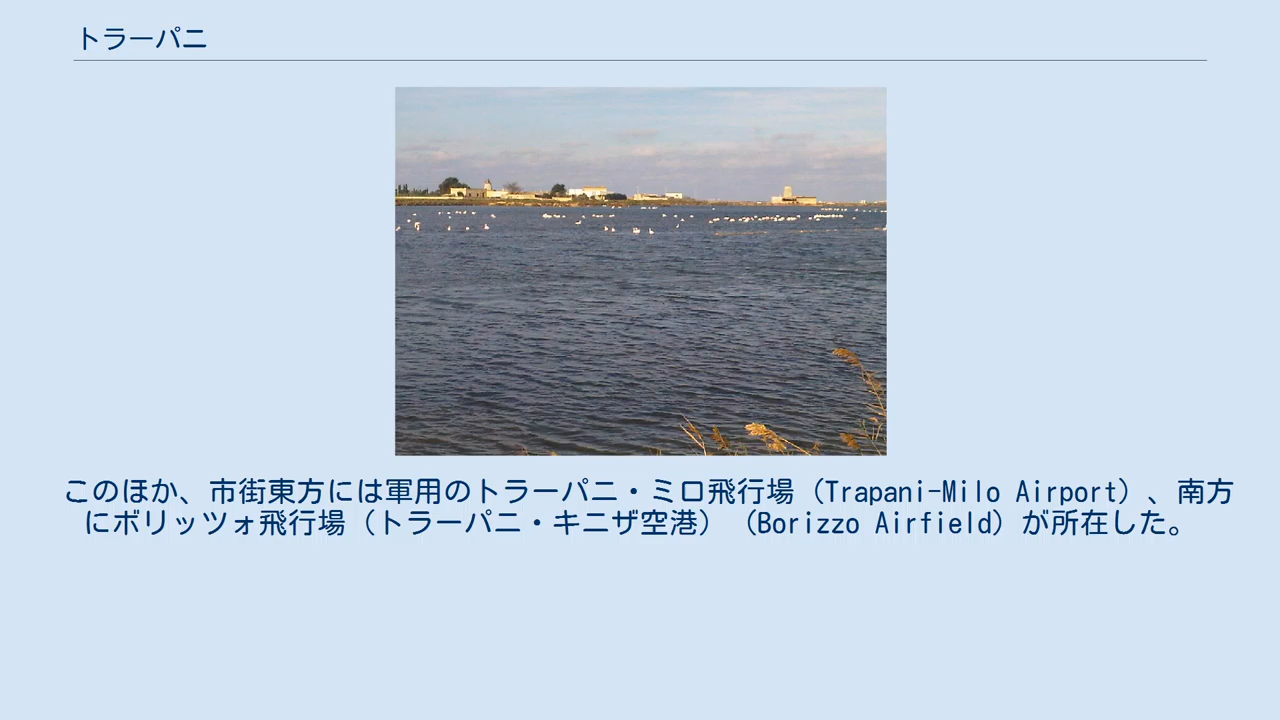 トラーパニ
このほか、市街東方には軍用のトラーパニ・ミロ飛行場（Trapani-Milo Airport）、南方
にボリッツォ飛行場（トラーパニ・キニザ空港）（Borizzo Airfield）が所在した。